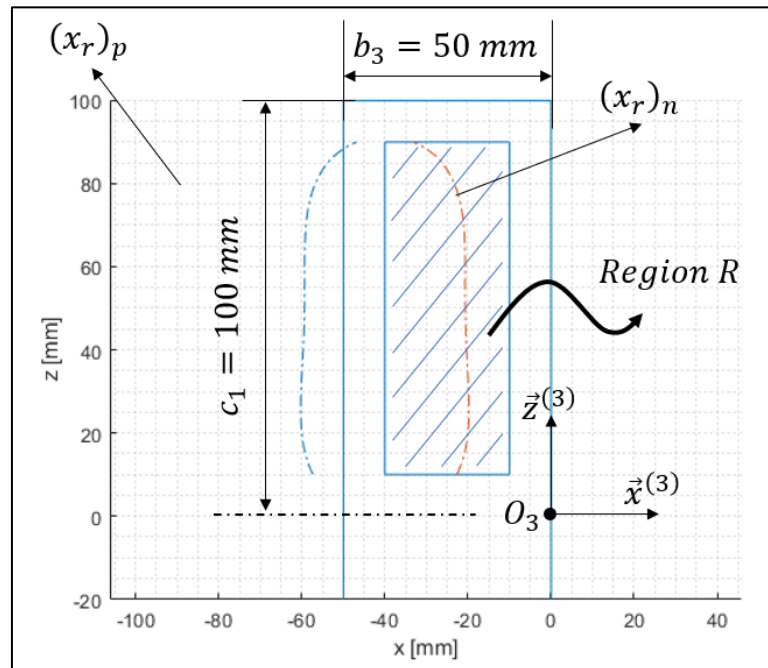 (x_r)_p
b_3 = 50 mm
(x_r)_n
c_1 = 100 mm
Region R
z⃗^(3)
O_3
x⃗^(3)
100
80
60
40
20
0
-20
z [mm]
-100
-80
-60
-40
-20
0
20
40
x [mm]